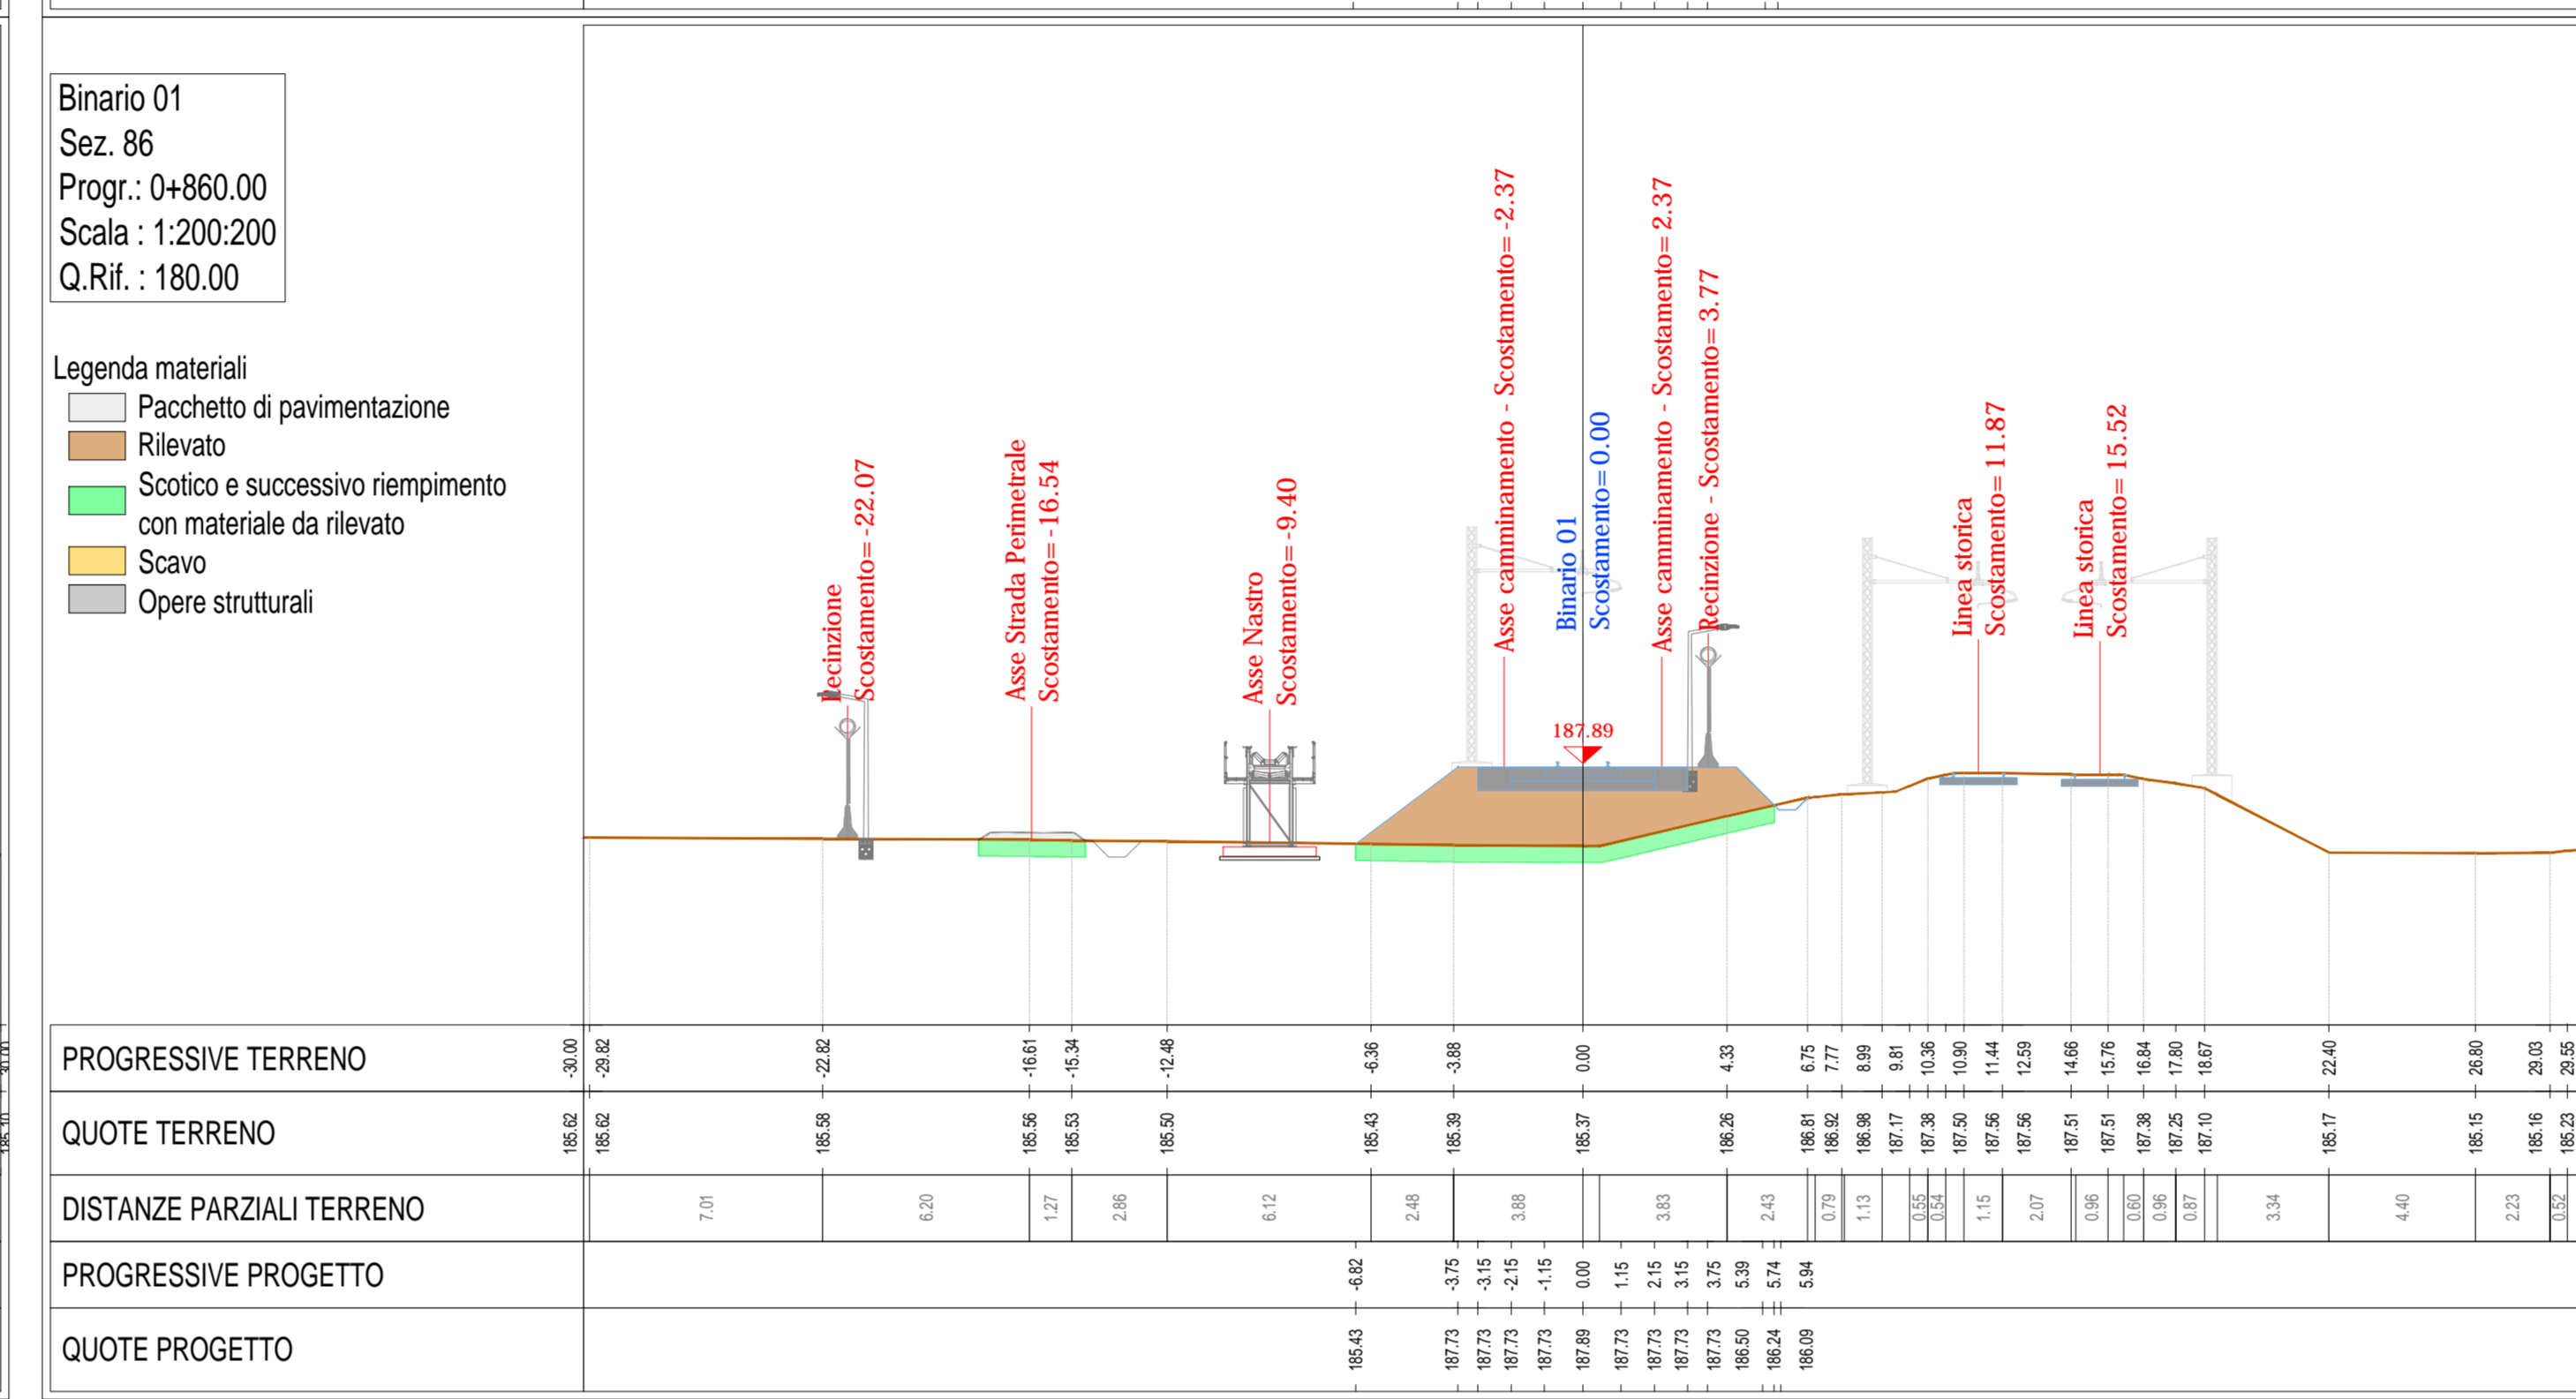 Binario 01
Sez. 86
Progr.: 0+860.00
Scala : 1:200:200
Q.Rif. : 180.00
Legenda materiali
Pacchetto di pavimentazione
Rilevato
Scotico e successivo riempimento
con materiale da rilevato
Scavo
Opere strutturali
Recinzione
Scostamento=-22.07
Asse Strada Perimetrale
Scostamento=-16.54
Asse Nastro
Scostamento=-9.40
Asse camminamento - Scostamento=-2.37
Binario 01
Scostamento=0.00
Asse camminamento - Scostamento=2.37
Recinzione - Scostamento=3.77
Linea storica
Scostamento=11.87
Linea storica
Scostamento=15.52
187.89
PROGRESSIVE TERRENO -30.00 -29.82 -22.82 -16.61 -15.34 -12.48 -6.36 -3.88 0.00 4.33 6.75 7.77 8.99 9.81 10.36 10.90 11.44 12.59 14.66 15.76 16.84 17.80 18.67 22.40 26.80 29.03 29.55
QUOTE TERRENO 185.62 185.62 185.58 185.56 185.53 185.50 185.43 185.39 185.37 186.26 186.81 186.92 186.98 187.17 187.38 187.50 187.56 187.56 187.51 187.51 187.38 187.25 187.10 185.17 185.15 185.16 185.23
DISTANZE PARZIALI TERRENO 7.01 6.20 1.27 2.86 6.12 2.48 3.88 3.83 2.43 0.79 1.13 0.55 0.54 1.15 2.07 0.96 0.60 0.96 0.87 3.34 4.40 2.23 0.52
PROGRESSIVE PROGETTO -6.82 -3.75 -3.15 -2.15 -1.15 0.00 1.15 2.15 3.15 3.75 5.39 5.74 5.94
QUOTE PROGETTO 185.43 187.73 187.73 187.73 187.73 187.89 187.73 187.73 187.73 187.73 186.50 186.24 186.09